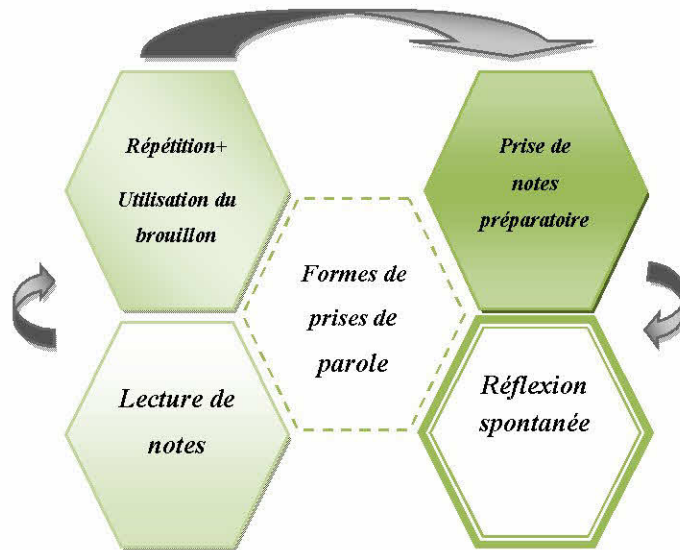 Répétition+
Utilisation du
brouillon
Prise de
notes
préparatoire
Formes de
prises de
parole
Lecture de
notes
Réflexion
spontanée